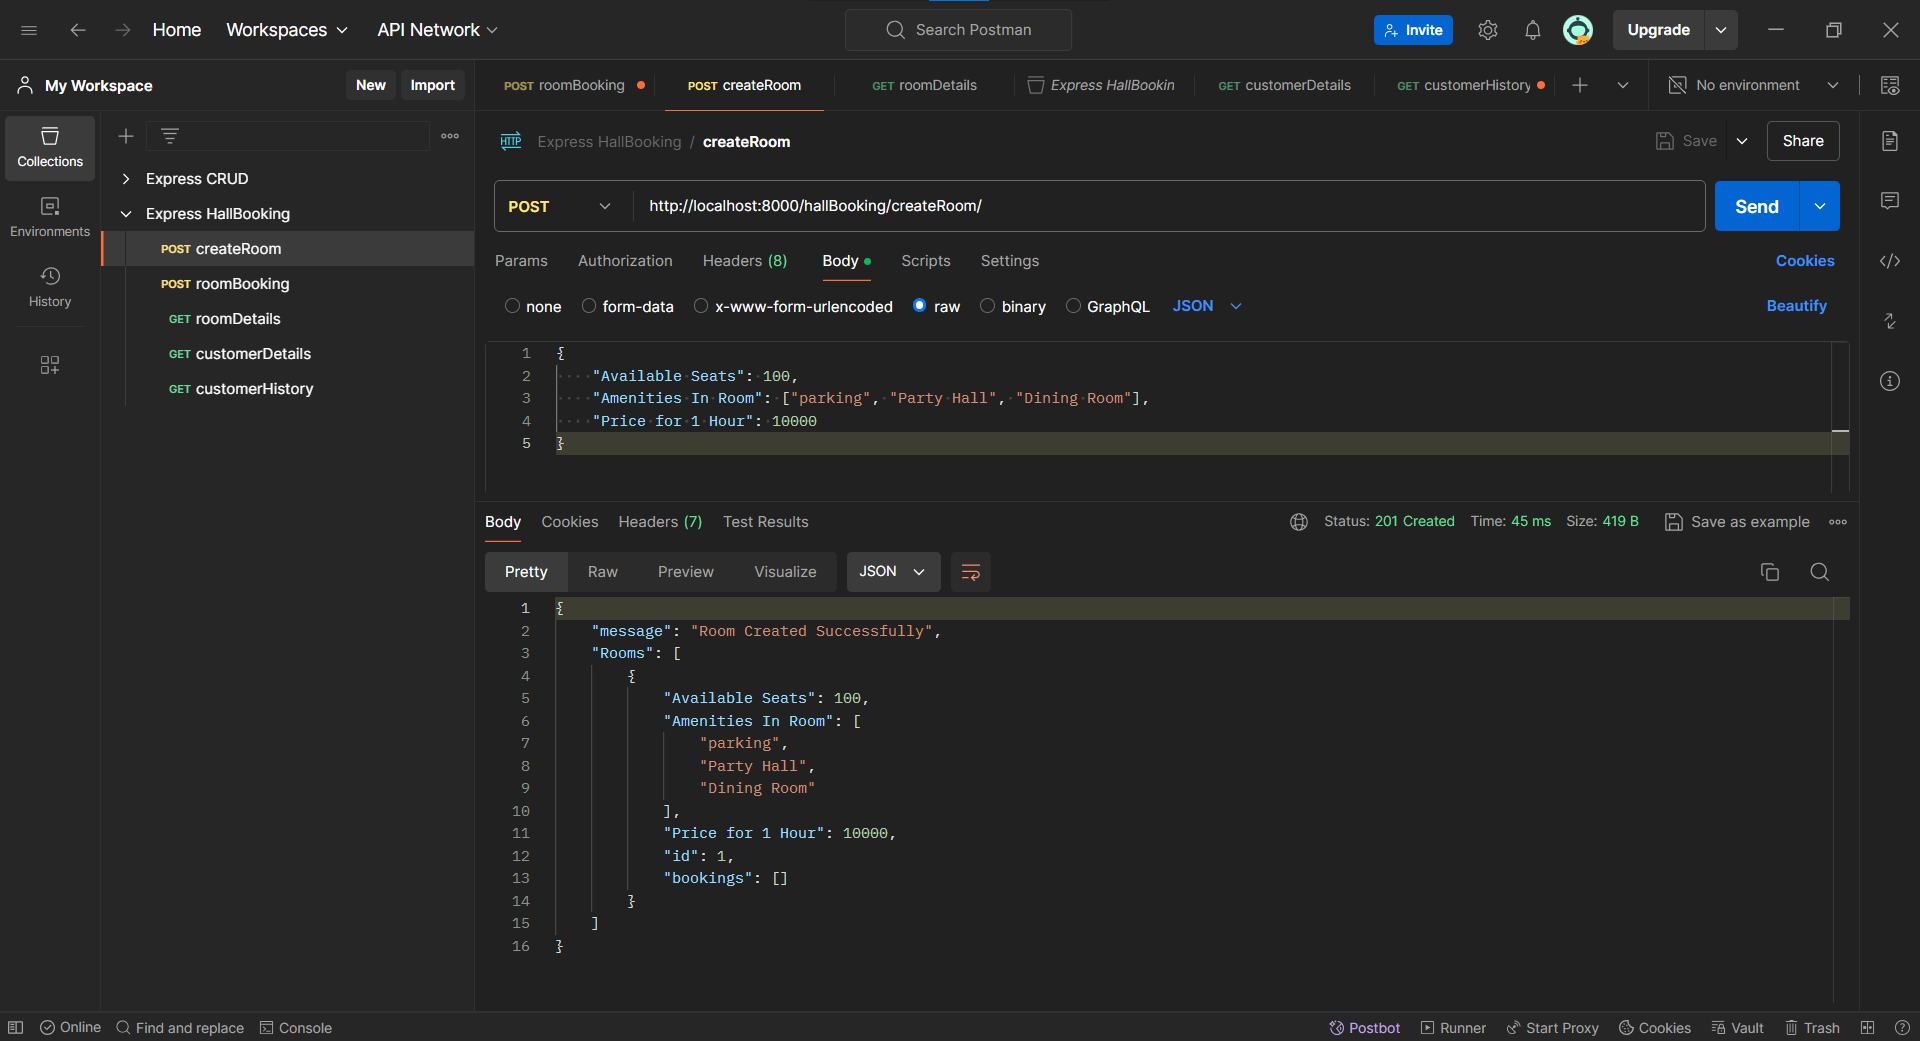 Home Workspaces API Network Search Postman Invite Upgrade
My Workspace New Import POST roomBooking POST createRoom GET roomDetails Express HallBookin GET customerDetails GET customerHistory No environment
Collections
Environments
History
Express CRUD
Express HallBooking
POST createRoom
POST roomBooking
GET roomDetails
GET customerDetails
GET customerHistory
HTTP Express HallBooking / createRoom Save Share
POST http://localhost:8000/hallBooking/createRoom/ Send
Params Authorization Headers (8) Body Scripts Settings Cookies
none form-data x-www-form-urlencoded raw binary GraphQL JSON Beautify
1 {
2 "Available Seats": 100,
3 "Amenities In Room": ["parking", "Party Hall", "Dining Room"],
4 "Price for 1 Hour": 10000
5 }
Body Cookies Headers (7) Test Results Status: 201 Created Time: 45 ms Size: 419 B Save as example
Pretty Raw Preview Visualize JSON
1 {
2 "message": "Room Created Successfully",
3 "Rooms": [
4 {
5 "Available Seats": 100,
6 "Amenities In Room": [
7 "parking",
8 "Party Hall",
9 "Dining Room"
10 ],
11 "Price for 1 Hour": 10000,
12 "id": 1,
13 "bookings": []
14 }
15 ]
16 }
Online Find and replace Console Postbot Runner Start Proxy Cookies Vault Trash